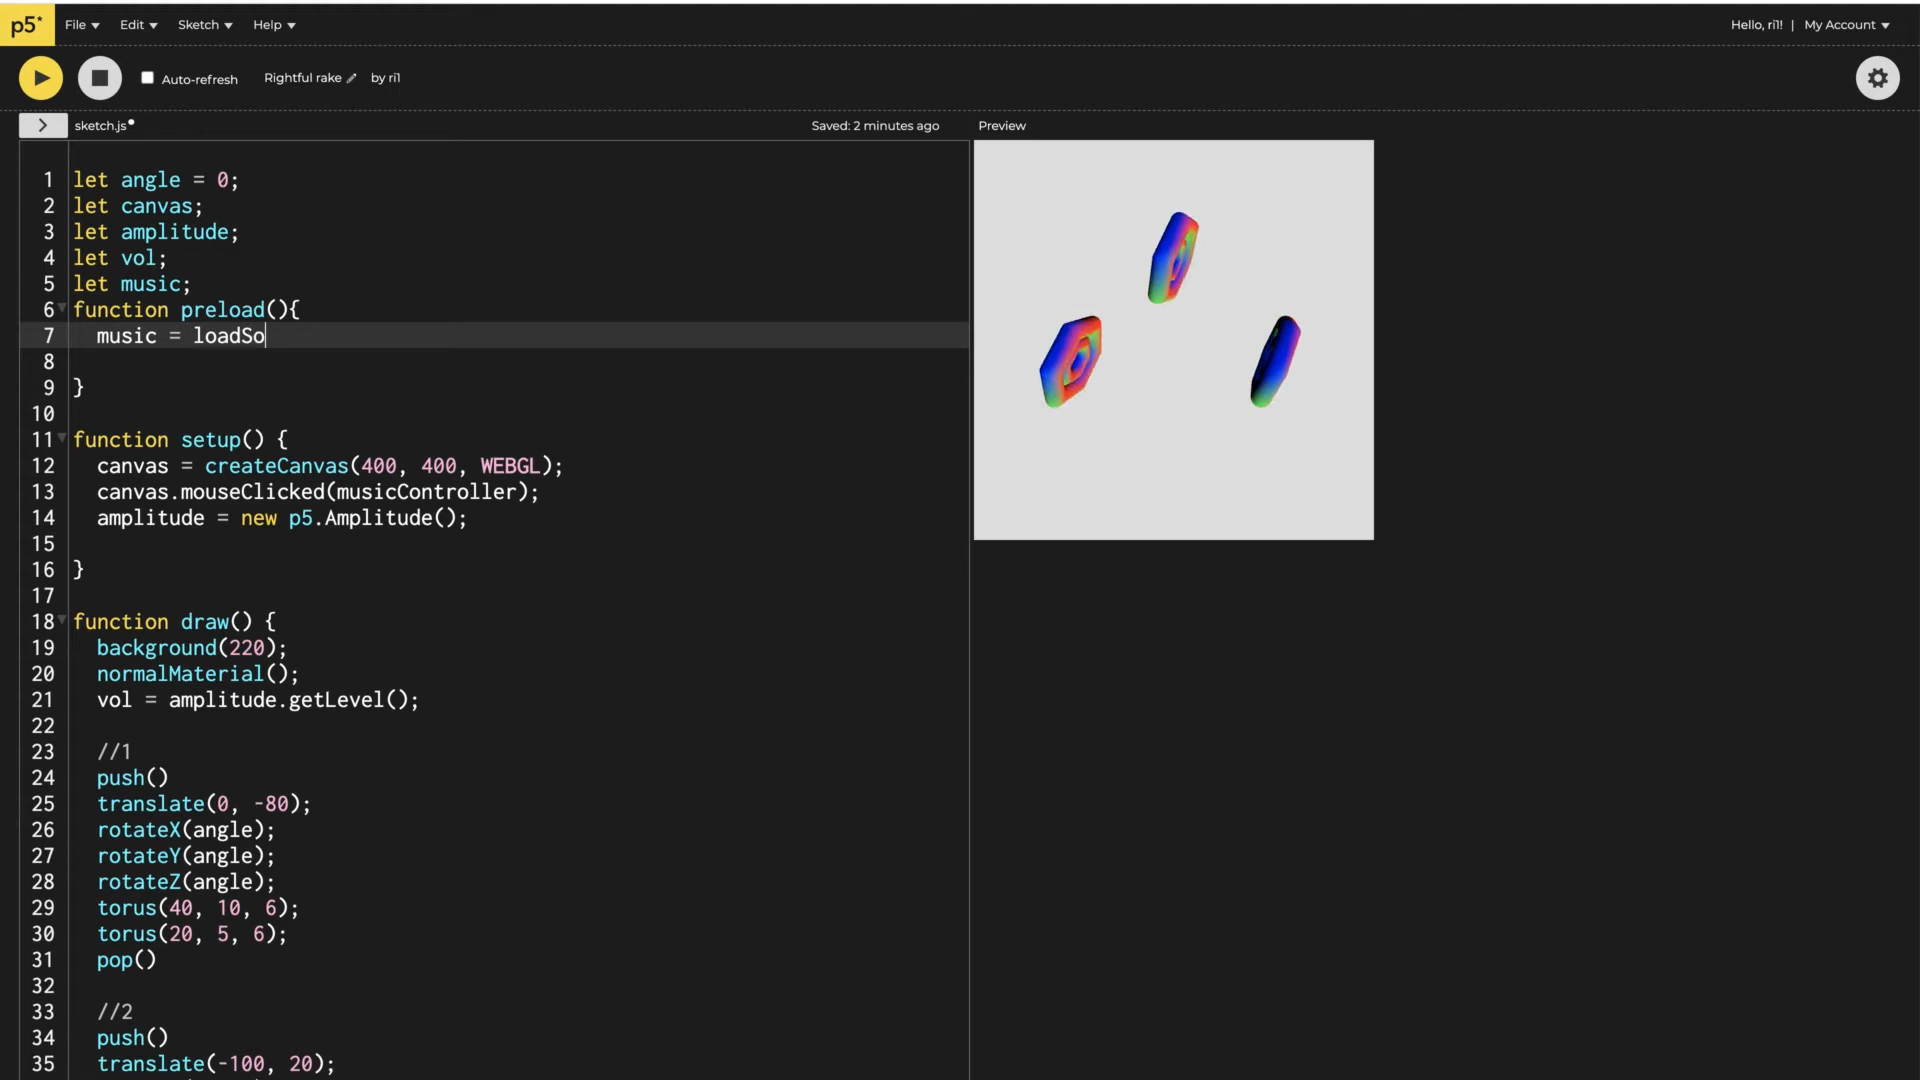 p5* File Edit Sketch Help Hello, ri1! | My Account
Auto-refresh Rightful rake by ri1
> sketch.js Saved: 2 minutes ago Preview
1 let angle = 0;
2 let canvas;
3 let amplitude;
4 let vol;
5 let music;
6 function preload(){
7 music = loadSo
8
9 }
10
11 function setup() {
12 canvas = createCanvas(400, 400, WEBGL);
13 canvas.mouseClicked(musicController);
14 amplitude = new p5.Amplitude();
15
16 }
17
18 function draw() {
19 background(220);
20 normalMaterial();
21 vol = amplitude.getLevel();
22
23 //1
24 push()
25 translate(0, -80);
26 rotateX(angle);
27 rotateY(angle);
28 rotateZ(angle);
29 torus(40, 10, 6);
30 torus(20, 5, 6);
31 pop()
32
33 //2
34 push()
35 translate(-100, 20);